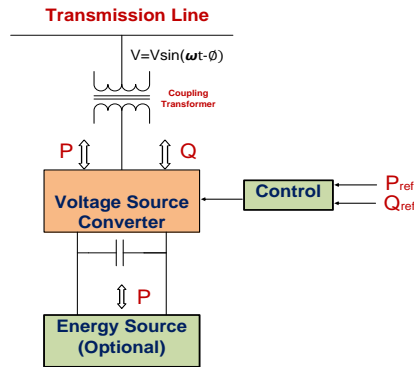 Transmission Line
V=Vsin(ωt-∅)
Coupling
Transformer
P
Q
Voltage Source
Converter
Control
Pref
Qref
P
Energy Source
(Optional)